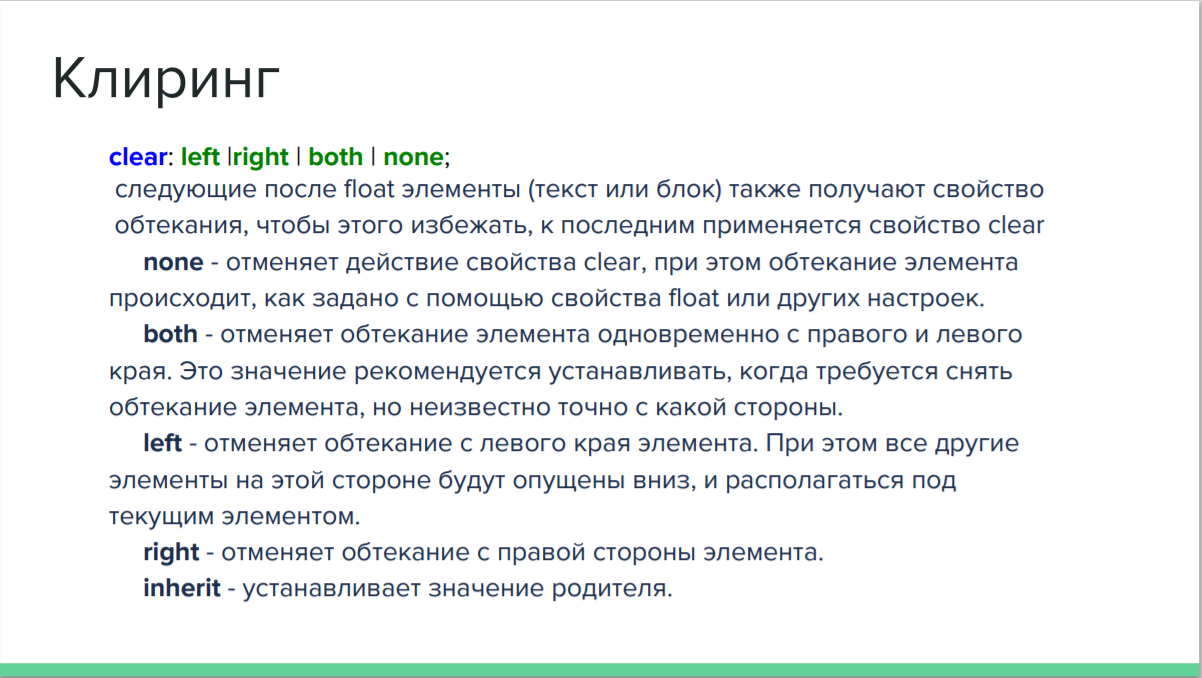 Клиринг
clear: left |right | both | none;
следующие после float элементы (текст или блок) также получают свойство
обтекания, чтобы этого избежать, к последним применяется свойство clear
none - отменяет действие свойства clear, при этом обтекание элемента
происходит, как задано с помощью свойства float или других настроек.
both - отменяет обтекание элемента одновременно с правого и левого
края. Это значение рекомендуется устанавливать, когда требуется снять
обтекание элемента, но неизвестно точно с какой стороны.
left - отменяет обтекание с левого края элемента. При этом все другие
элементы на этой стороне будут опущены вниз, и располагаться под
текущим элементом.
right - отменяет обтекание с правой стороны элемента.
inherit - устанавливает значение родителя.